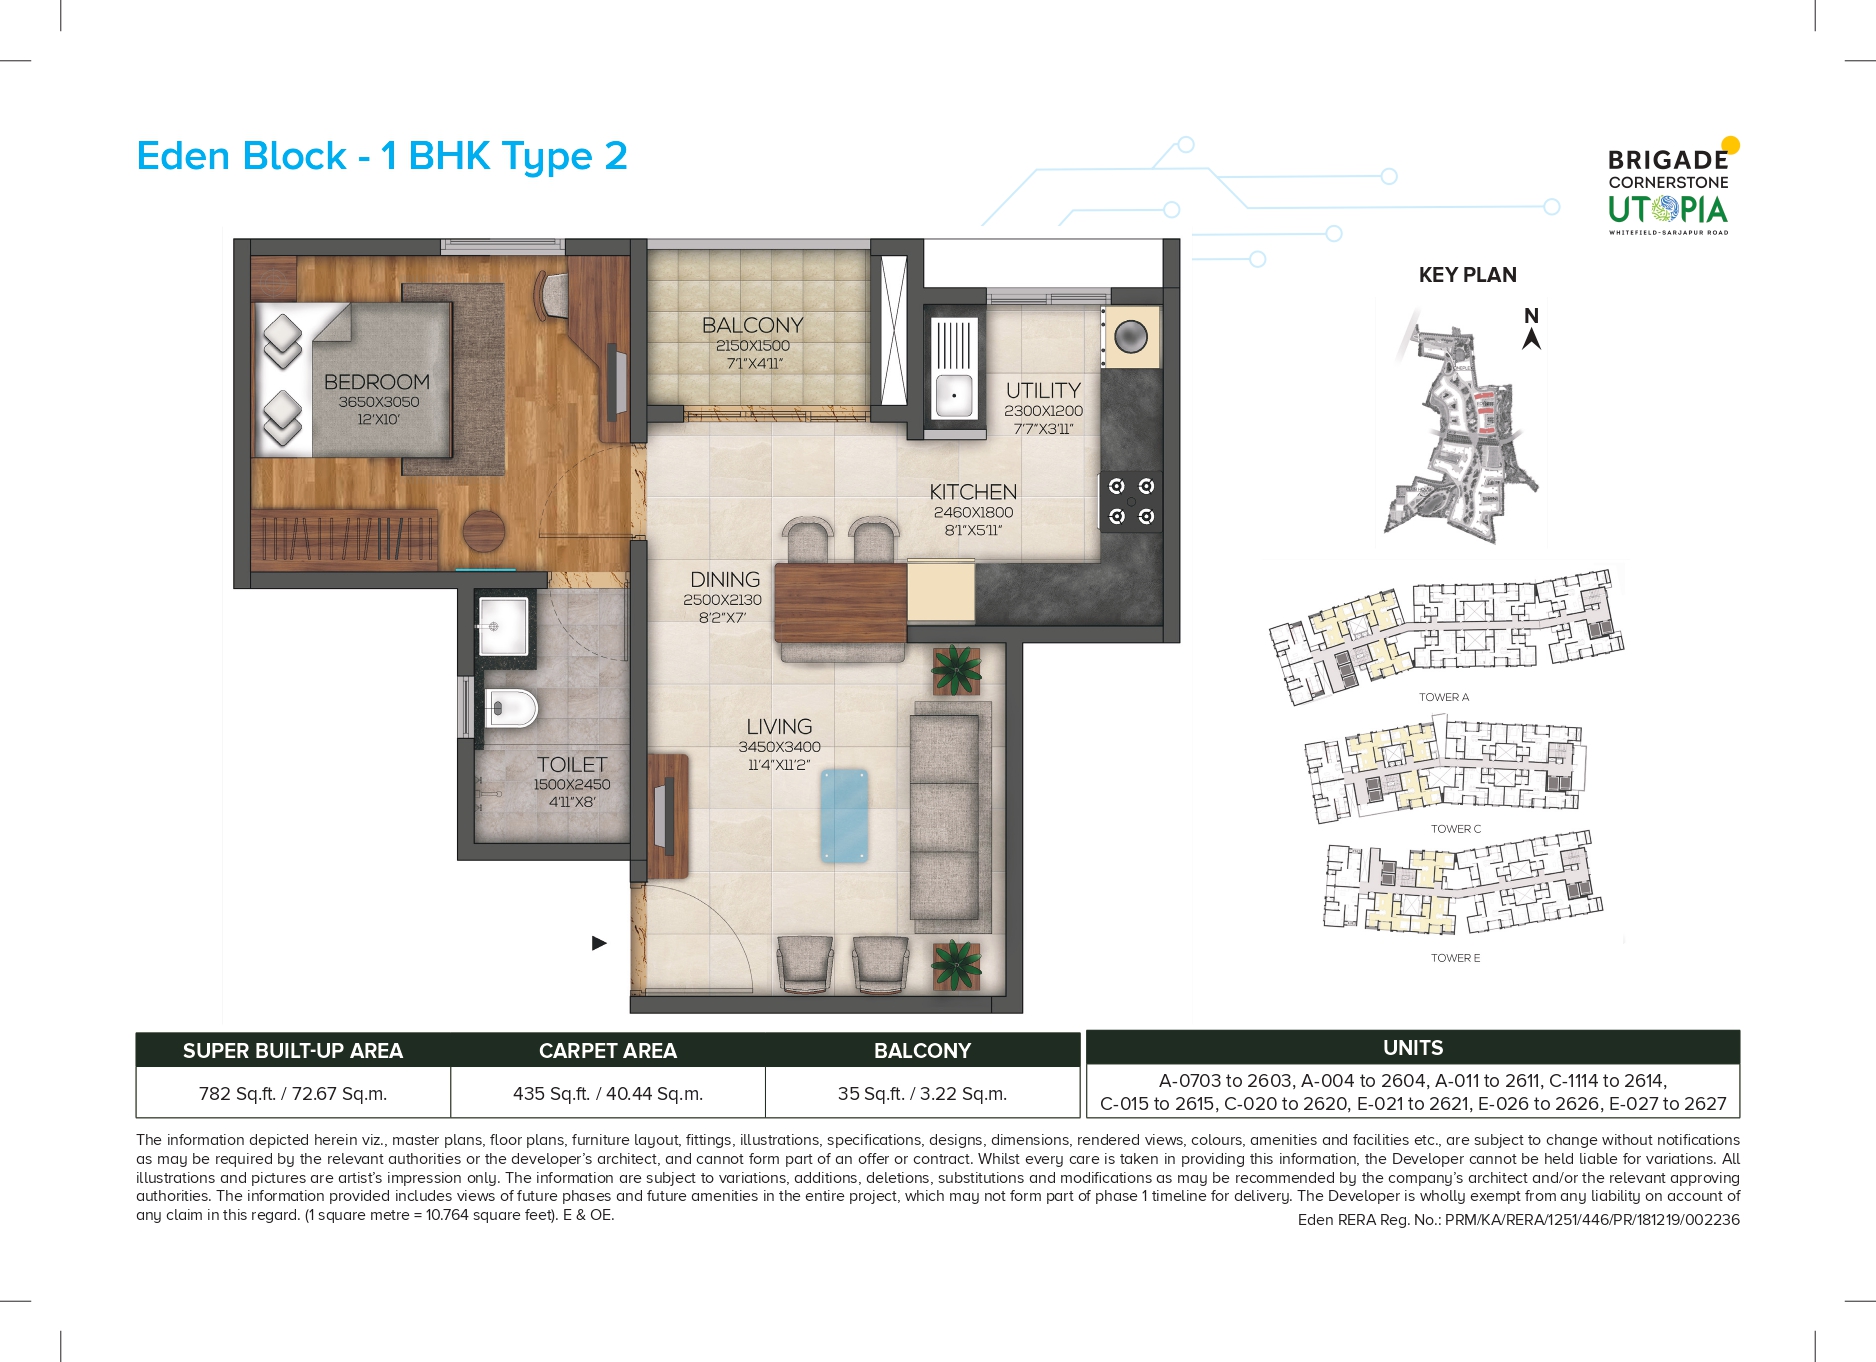 Eden Block - 1 BHK Type 2
BRIGADE
CORNERSTONE
UTOPIA
WHITEFIELD-SARJAPUR ROAD
KEY PLAN
N
BALCONY
2150X1500
7'1"X4'11"
BEDROOM
3650X3050
12'X10'
UTILITY
2300X1200
7'7"X3'11"
KITCHEN
2460X1800
8'1"X5'11"
DINING
2500X2130
8'2"X7'
LIVING
3450X3400
11'4"X11'2"
TOILET
1500X2450
4'11"X8'
TOWER A
TOWER C
TOWER E
SUPER BUILT-UP AREA CARPET AREA BALCONY
782 Sq.ft. / 72.67 Sq.m. 435 Sq.ft. / 40.44 Sq.m. 35 Sq.ft. / 3.22 Sq.m.
UNITS
A-0703 to 2603, A-004 to 2604, A-011 to 2611, C-1114 to 2614,
C-015 to 2615, C-020 to 2620, E-021 to 2621, E-026 to 2626, E-027 to 2627
The information depicted herein viz., master plans, floor plans, furniture layout, fittings, illustrations, specifications, designs, dimensions, rendered views, colours, amenities and facilities etc., are subject to change without notifications
as may be required by the relevant authorities or the developer's architect, and cannot form part of an offer or contract. Whilst every care is taken in providing this information, the Developer cannot be held liable for variations. All
illustrations and pictures are artist's impression only. The information are subject to variations, additions, deletions, substitutions and modifications as may be recommended by the company's architect and/or the relevant approving
authorities. The information provided includes views of future phases and future amenities in the entire project, which may not form part of phase 1 timeline for delivery. The Developer is wholly exempt from any liability on account of
any claim in this regard. (1 square metre = 10.764 square feet). E & OE.
Eden RERA Reg. No.: PRM/KA/RERA/1251/446/PR/181219/002236